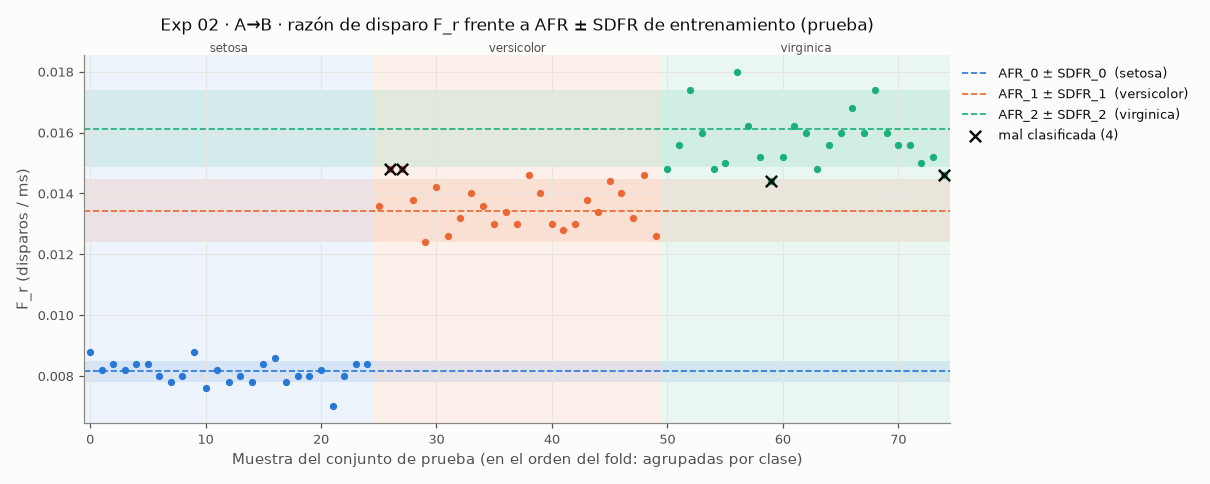 Exp 02 · A→B · razón de disparo F_r frente a AFR ± SDFR de entrenamiento (prueba)
setosa
versicolor
virginica
0.018
0.016
0.014
0.012
0.010
0.008
F_r (disparos / ms)
0
10
20
30
40
50
60
70
Muestra del conjunto de prueba (en el orden del fold: agrupadas por clase)
AFR_0 ± SDFR_0 (setosa)
AFR_1 ± SDFR_1 (versicolor)
AFR_2 ± SDFR_2 (virginica)
mal clasificada (4)